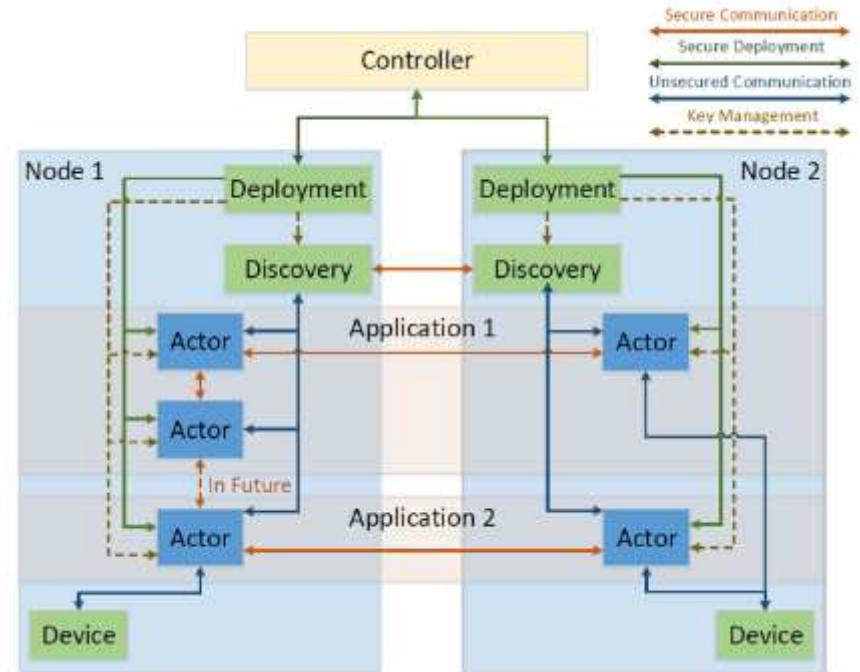 Secure Communication
Controller
Secure Deployment
Unsecured Communication
Key Management
Node 1
Node 2
Deployment
Deployment
Discovery
Discovery
Application 1
Actor
Actor
Actor
In Future
Application 2
Actor
Actor
Device
Device